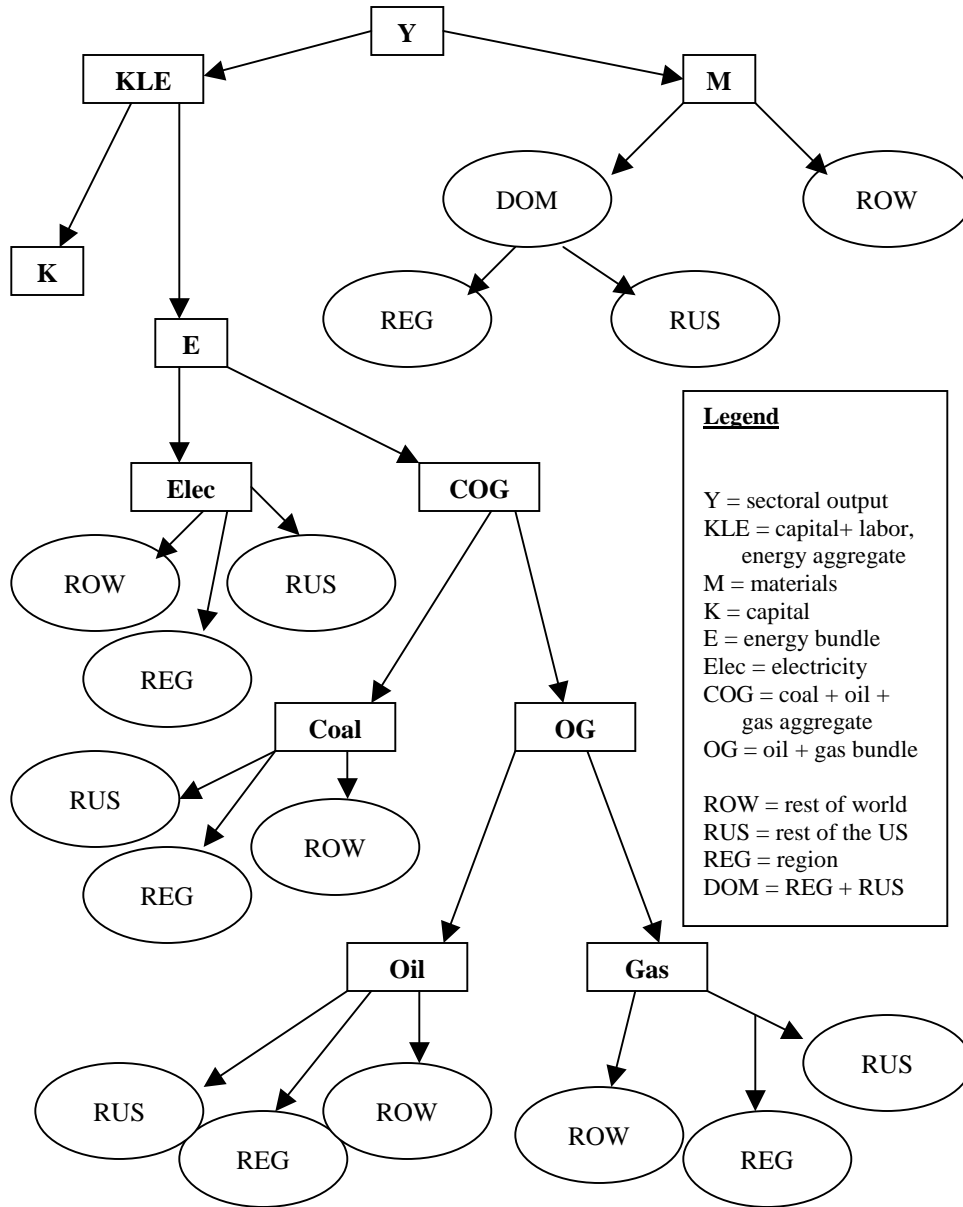 Y
KLE
M
DOM
ROW
K
REG
RUS
E
Legend
Elec
COG
Y = sectoral output
KLE = capital+ labor,
energy aggregate
M = materials
K = capital
E = energy bundle
Elec = electricity
COG = coal + oil +
gas aggregate
OG = oil + gas bundle
ROW = rest of world
RUS = rest of the US
REG = region
DOM = REG + RUS
ROW
RUS
REG
Coal
OG
RUS
ROW
REG
Oil
Gas
RUS
REG
ROW
ROW
REG
RUS